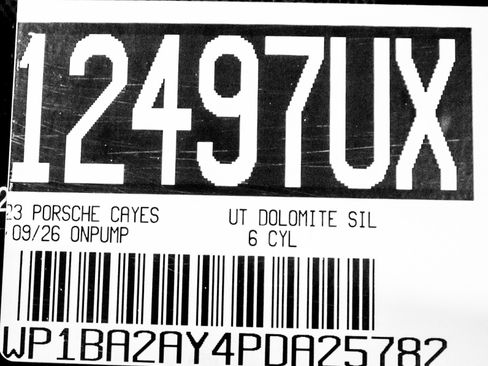 12497UX
23 PORSCHE CAYES UT DOLOMITE SIL
09/26 ONPUMP 6 CYL
WP1BA2AY4PDA25782